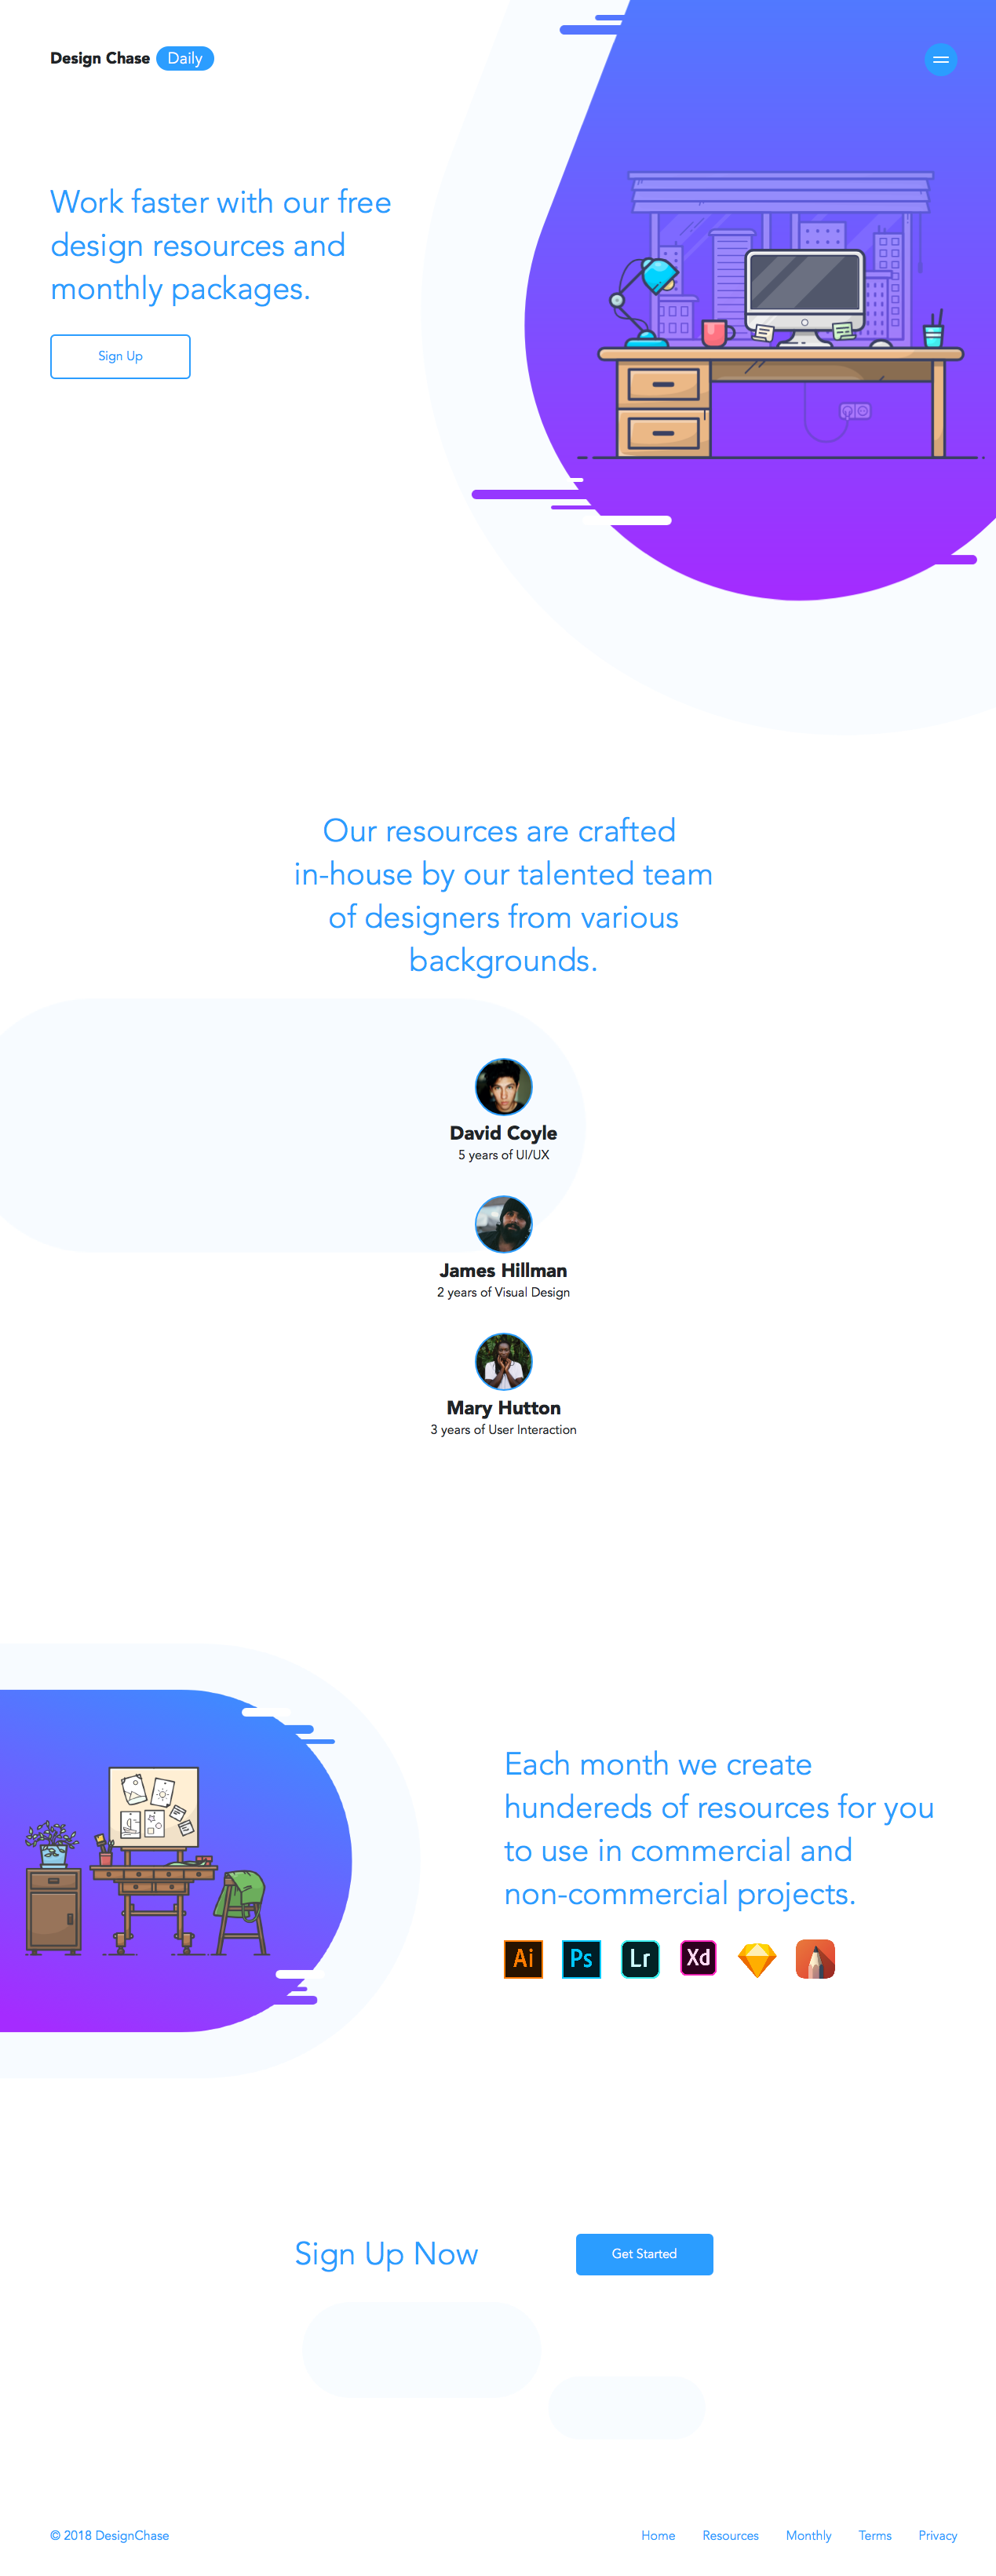 Design Chase Daily
Work faster with our free
design resources and
monthly packages.
Sign Up
Our resources are crafted
in-house by our talented team
of designers from various
backgrounds.
David Coyle
5 years of UI/UX
James Hillman
2 years of Visual Design
Mary Hutton
3 years of User Interaction
Each month we create
hundereds of resources for you
to use in commercial and
non-commercial projects.
Ai Ps Lr Xd
Sign Up Now
Get Started
© 2018 DesignChase
Home Resources Monthly Terms Privacy